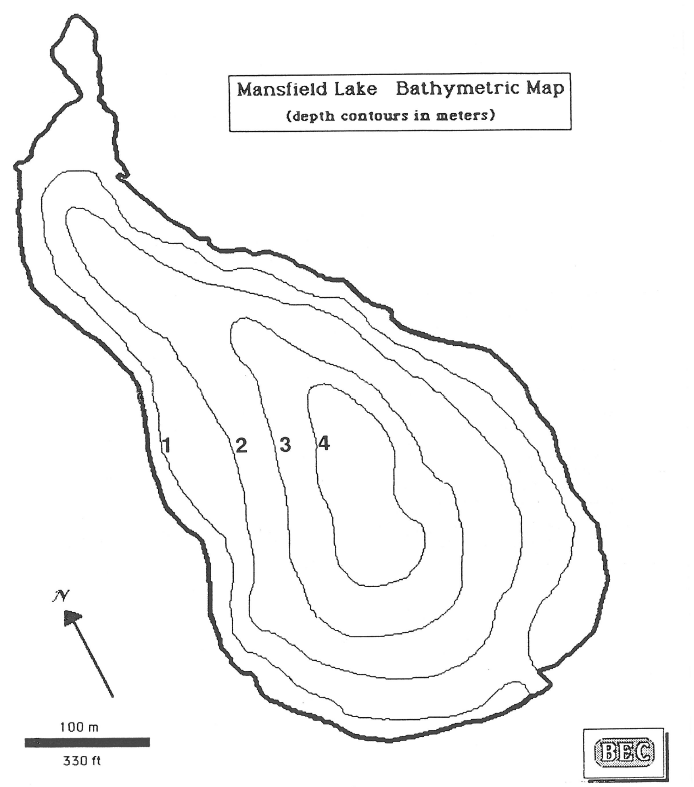 Mansfield Lake Bathymetric Map
(depth contours in meters)
1 2 3 4
N
100 m
330 ft
BEC